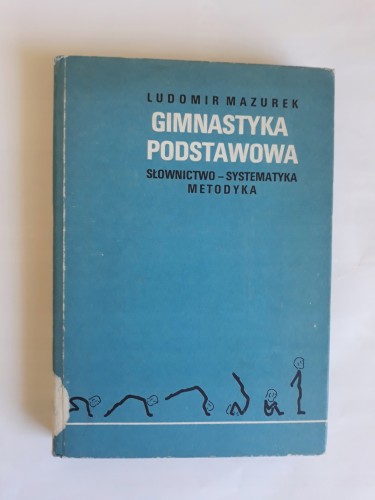 LUDOMIR MAZUREK
GIMNASTYKA
PODSTAWOWA
SŁOWNICTWO – SYSTEMATYKA
METODYKA